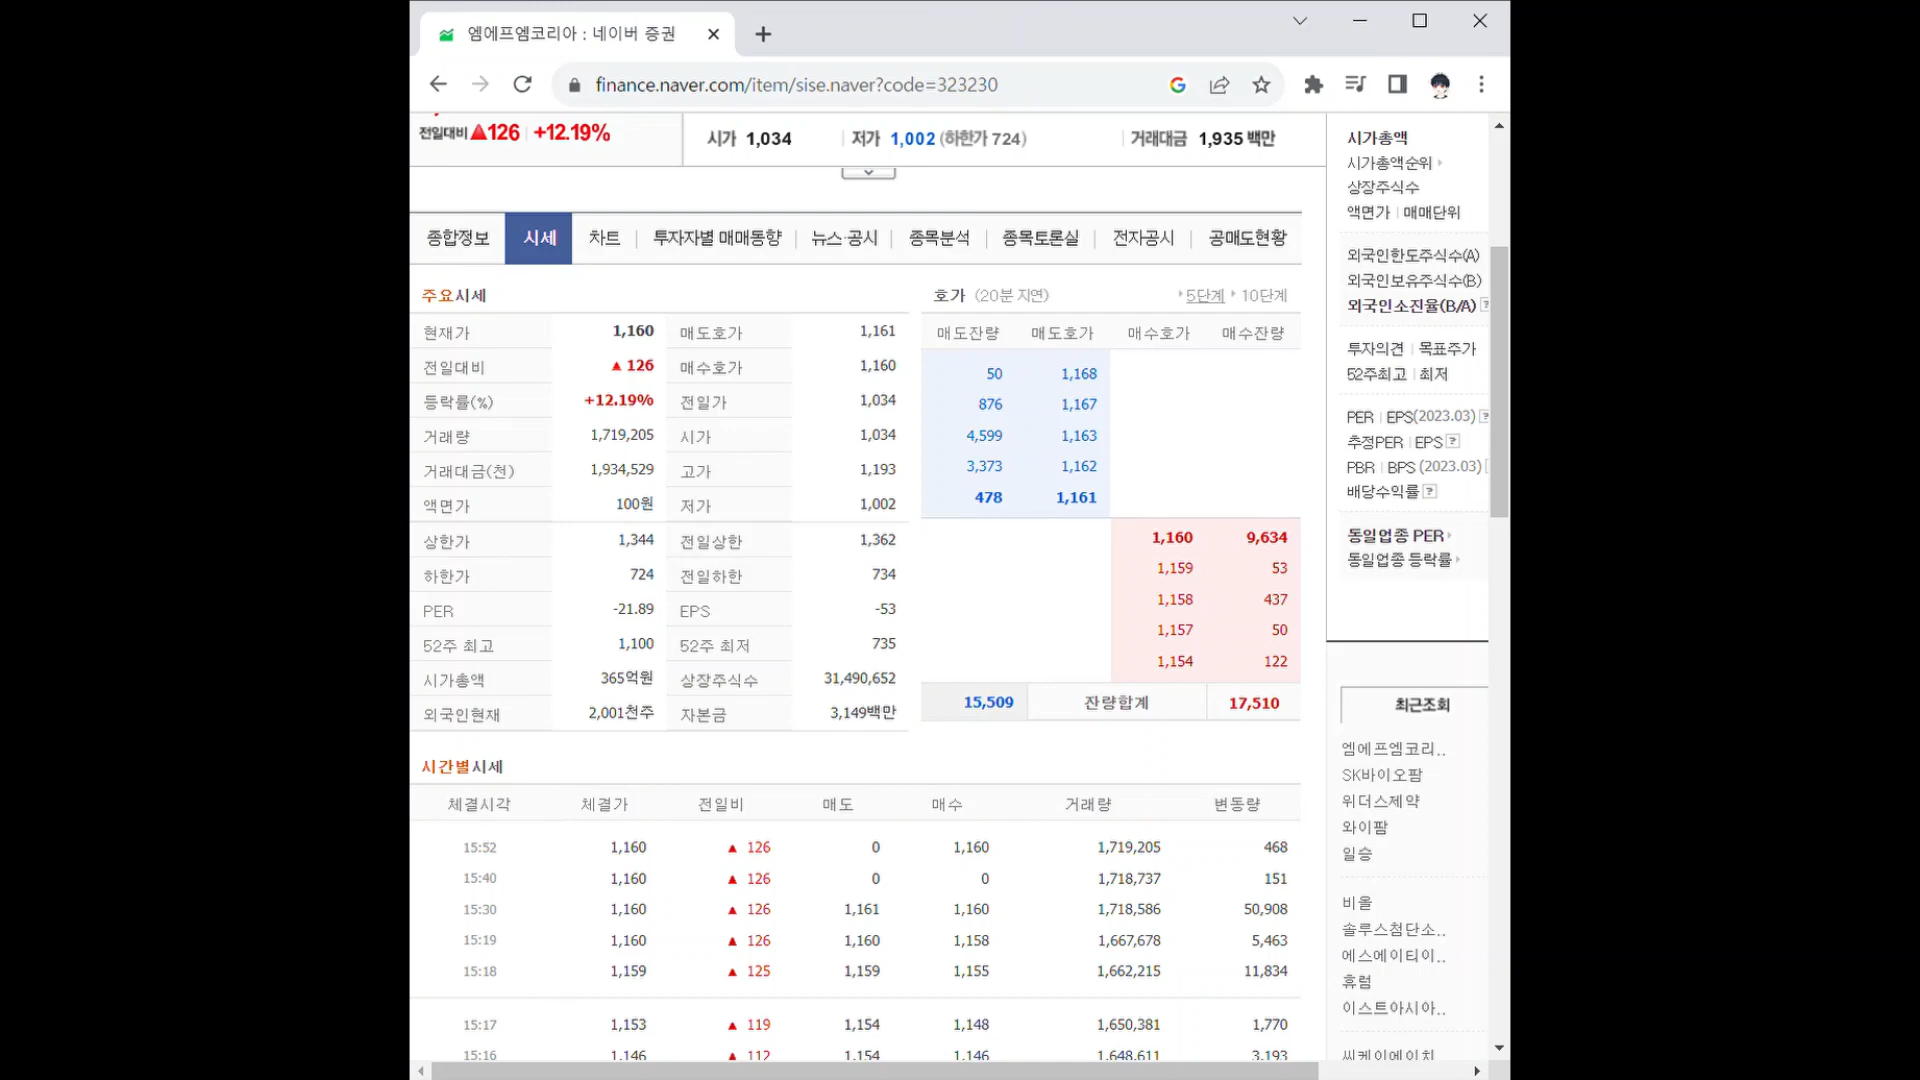 엠에프엠코리아 : 네이버 증권
finance.naver.com/item/sise.naver?code=323230
전일대비 ▲126 +12.19%
시가 1,034 저가 1,002 (하한가 724) 거래대금 1,935 백만
종합정보 시세 차트 투자자별 매매동향 뉴스·공시 종목분석 종목토론실 전자공시 공매도현황
주요시세
현재가 1,160 매도호가 1,161
전일대비 ▲ 126 매수호가 1,160
등락률(%) +12.19% 전일가 1,034
거래량 1,719,205 시가 1,034
거래대금(천) 1,934,529 고가 1,193
액면가 100원 저가 1,002
상한가 1,344 전일상한 1,362
하한가 724 전일하한 734
PER -21.89 EPS -53
52주 최고 1,100 52주 최저 735
시가총액 365억원 상장주식수 31,490,652
외국인현재 2,001천주 자본금 3,149백만
호가 (20분 지연) 5단계 10단계
매도잔량 매도호가 매수호가 매수잔량
50 1,168
876 1,167
4,599 1,163
3,373 1,162
478 1,161
1,160 9,634
1,159 53
1,158 437
1,157 50
1,154 122
15,509 잔량합계 17,510
시간별시세
체결시각 체결가 전일비 매도 매수 거래량 변동량
15:52 1,160 ▲ 126 0 1,160 1,719,205 468
15:40 1,160 ▲ 126 0 0 1,718,737 151
15:30 1,160 ▲ 126 1,161 1,160 1,718,586 50,908
15:19 1,160 ▲ 126 1,160 1,158 1,667,678 5,463
15:18 1,159 ▲ 125 1,159 1,155 1,662,215 11,834
15:17 1,153 ▲ 119 1,154 1,148 1,650,381 1,770
15:16 1,146 ▲ 112 1,154 1,146 1,648,611 3,193
시가총액
시가총액순위
상장주식수
액면가 | 매매단위
외국인한도주식수(A)
외국인보유주식수(B)
외국인소진율(B/A) ?
투자의견 | 목표주가
52주최고 | 최저
PER | EPS(2023.03) ?
추정PER | EPS ?
PBR | BPS (2023.03)
배당수익률 ?
동일업종 PER
동일업종 등락률
최근조회
엠에프엠코리..
SK바이오팜
위더스제약
와이팜
일승
비올
솔루스첨단소..
에스에이티이..
휴럼
이스트아시아..
씨케이에이치